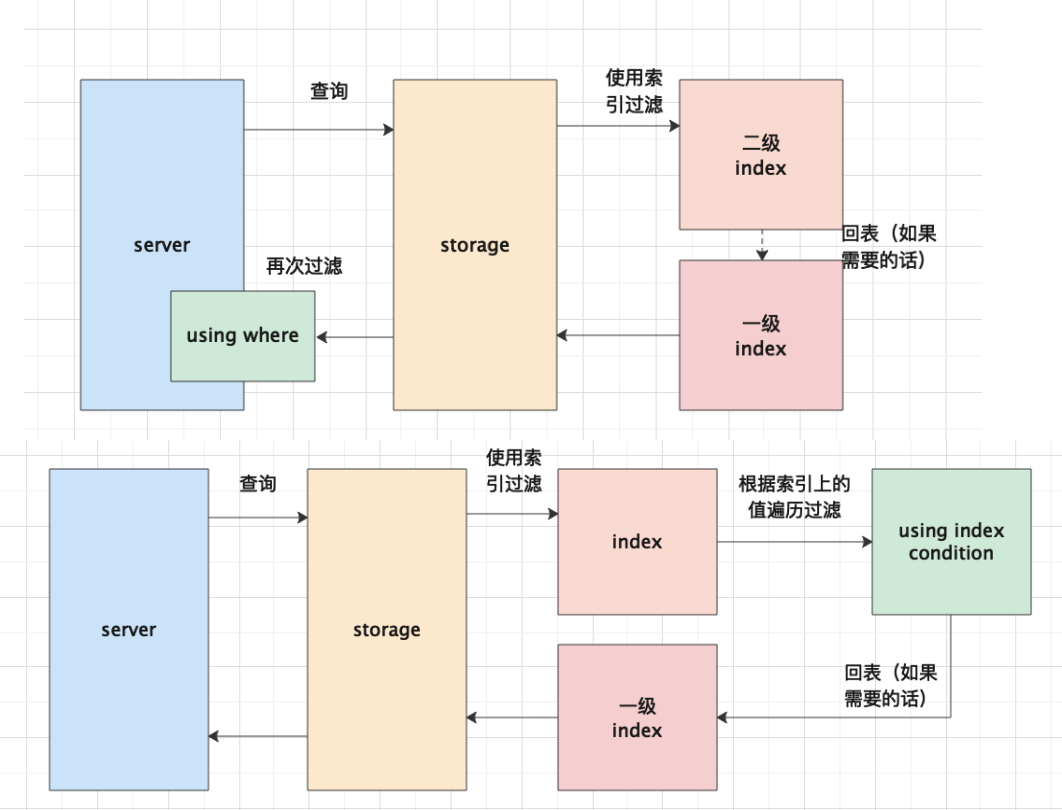 查询
使用索
引过滤
二级
index
server
storage
回表（如果
需要的话）
再次过滤
using where
一级
index
查询
使用索
引过滤
根据索引上的
值遍历过滤
index
using index
condition
server
storage
回表（如果
需要的话）
一级
index